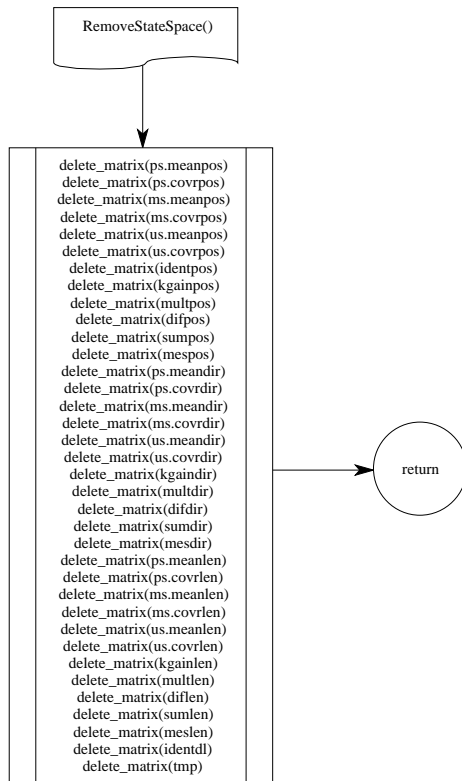 RemoveStateSpace()
delete_matrix(ps.meanpos)
delete_matrix(ps.covrpos)
delete_matrix(ms.meanpos)
delete_matrix(ms.covrpos)
delete_matrix(us.meanpos)
delete_matrix(us.covrpos)
delete_matrix(identpos)
delete_matrix(kgainpos)
delete_matrix(multpos)
delete_matrix(difpos)
delete_matrix(sumpos)
delete_matrix(mespos)
delete_matrix(ps.meandir)
delete_matrix(ps.covrdir)
delete_matrix(ms.meandir)
delete_matrix(ms.covrdir)
delete_matrix(us.meandir)
delete_matrix(us.covrdir)
delete_matrix(kgaindir)
delete_matrix(multdir)
delete_matrix(difdir)
delete_matrix(sumdir)
delete_matrix(mesdir)
delete_matrix(ps.meanlen)
delete_matrix(ps.covrlen)
delete_matrix(ms.meanlen)
delete_matrix(ms.covrlen)
delete_matrix(us.meanlen)
delete_matrix(us.covrlen)
delete_matrix(kgainlen)
delete_matrix(multlen)
delete_matrix(diflen)
delete_matrix(sumlen)
delete_matrix(meslen)
delete_matrix(identdl)
delete_matrix(tmp)
return